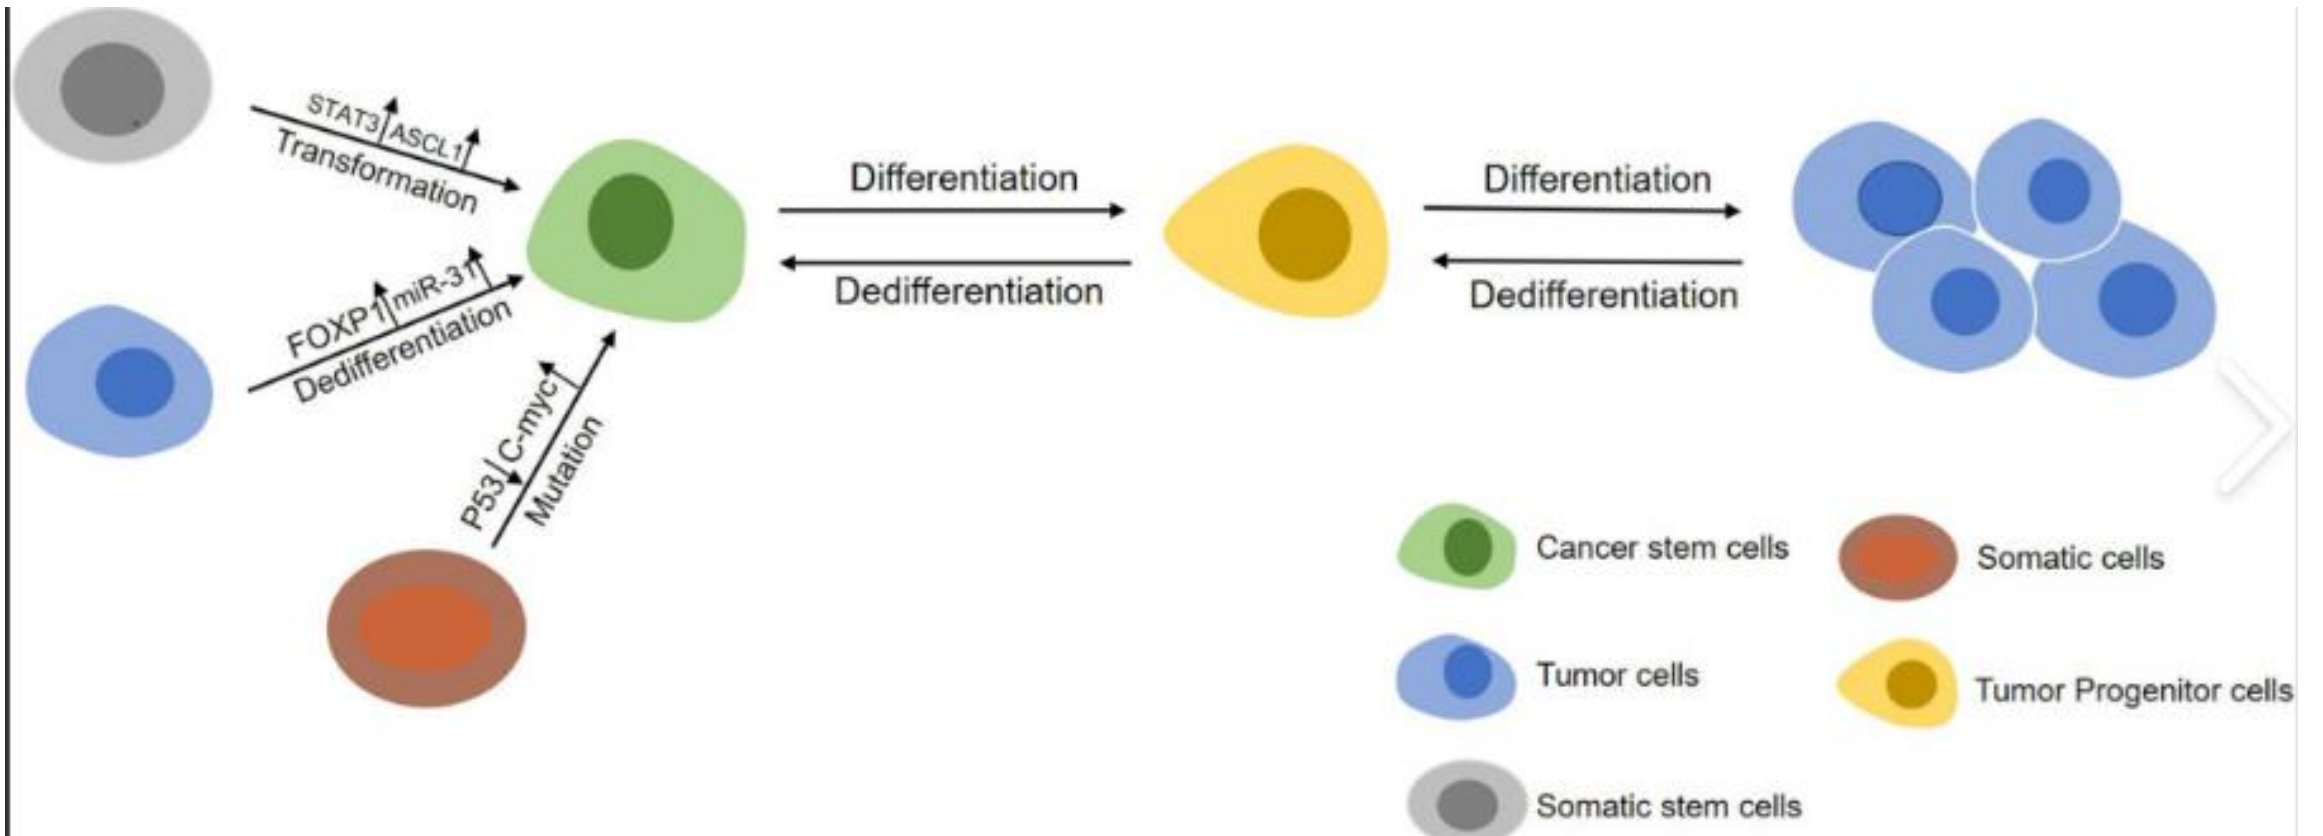 STAT3 ASCL1
Transformation
Differentiation
Differentiation
FOXP1 miR-31
Dedifferentiation
Dedifferentiation
Dedifferentiation
P53 C-myc
Mutation
Cancer stem cells
Somatic cells
Tumor cells
Tumor Progenitor cells
Somatic stem cells